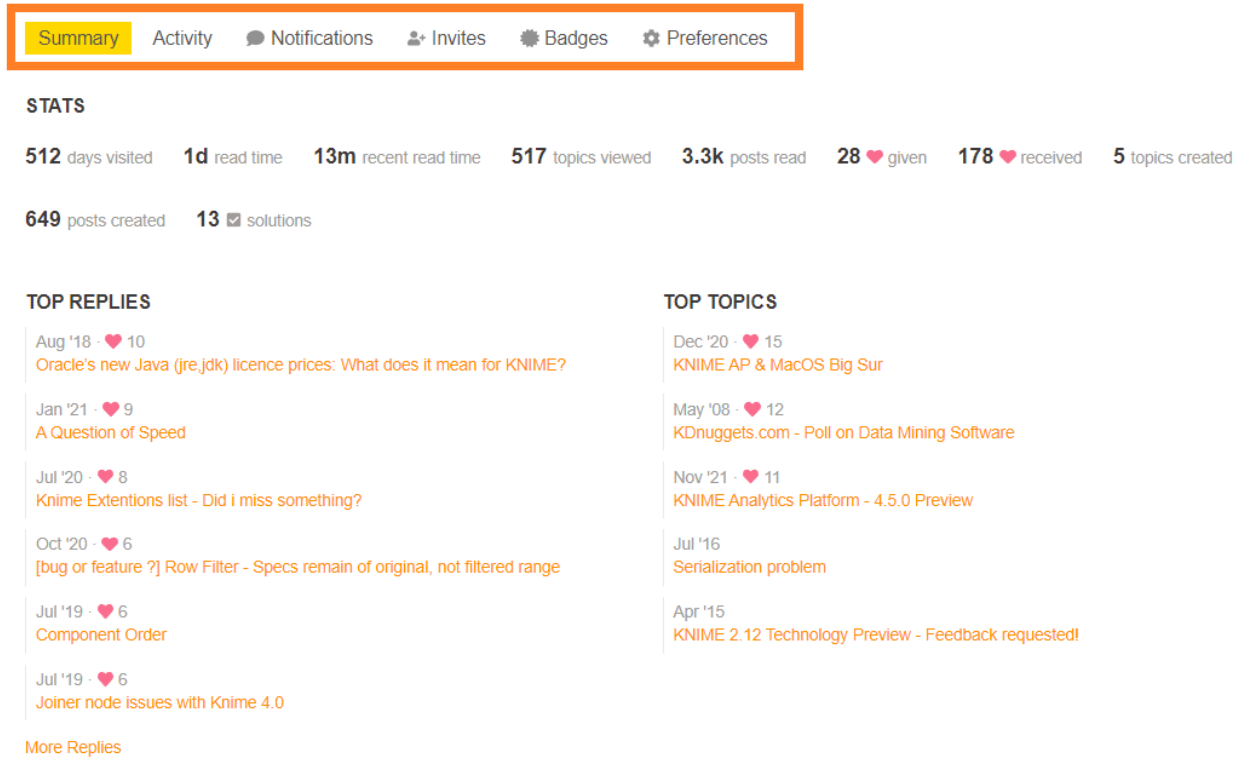 Summary Activity Notifications Invites Badges Preferences
STATS
512 days visited 1d read time 13m recent read time 517 topics viewed 3.3k posts read 28 given 178 received 5 topics created
649 posts created 13 solutions
TOP REPLIES
Aug '18 · 10
Oracle’s new Java (jre,jdk) licence prices: What does it mean for KNIME?
Jan '21 · 9
A Question of Speed
Jul '20 · 8
Knime Extentions list - Did i miss something?
Oct '20 · 6
[bug or feature ?] Row Filter - Specs remain of original, not filtered range
Jul '19 · 6
Component Order
Jul '19 · 6
Joiner node issues with Knime 4.0
More Replies
TOP TOPICS
Dec '20 · 15
KNIME AP & MacOS Big Sur
May '08 · 12
KDnuggets.com - Poll on Data Mining Software
Nov '21 · 11
KNIME Analytics Platform - 4.5.0 Preview
Jul '16
Serialization problem
Apr '15
KNIME 2.12 Technology Preview - Feedback requested!